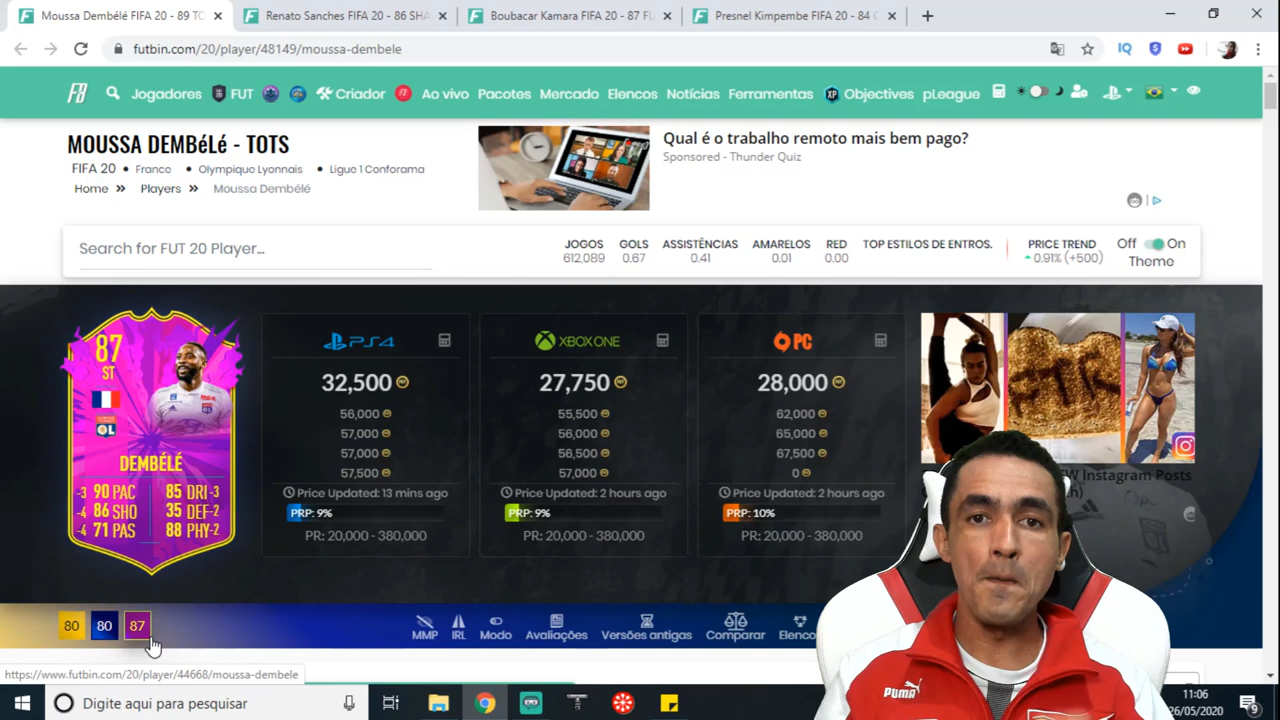 Moussa Dembélé FIFA 20 - 89 TO
Renato Sanches FIFA 20 - 86 SHA
Boubacar Kamara FIFA 20 - 87 FU
Presnel Kimpembe FIFA 20 - 84 C
futbin.com/20/player/48149/moussa-dembele
IQ
F8
Jogadores
FUT
Criador
Ao vivo
Pacotes
Mercado
Elencos
Notícias
Ferramentas
XP
Objectives
pLeague
MOUSSA DEMBéLé - TOTS
FIFA 20 • France • Olympique Lyonnais • Ligue 1 Conforama
Home » Players » Moussa Dembélé
Qual é o trabalho remoto mais bem pago?
Sponsored - Thunder Quiz
Search for FUT 20 Player...
JOGOS GOLS ASSISTÊNCIAS AMARELOS RED TOP ESTILOS DE ENTROS. PRICE TREND Off On
612,089 0.67 0.41 0.01 0.00 0.91% (+500) Theme
87
ST
OL
DEMBÉLÉ
-3 90 PAC 85 DRI -3
-4 86 SHO 35 DEF -2
-4 71 PAS 88 PHY -2
PS4
32,500
56,000
57,000
57,000
57,500
Price Updated: 13 mins ago
PRP: 9%
PR: 20,000 - 380,000
XBOX ONE
27,750
55,500
56,000
56,500
57,000
Price Updated: 2 hours ago
PRP: 9%
PR: 20,000 - 380,000
PC
28,000
62,000
65,000
67,500
0
Price Updated: 2 hours ago
PRP: 10%
PR: 20,000 - 380,000
Instagram Posts
80 80 87
MMP
IRL
Modo
Avaliações
Versões antigas
Comparar
Elenco
https://www.futbin.com/20/player/44668/moussa-dembele
Digite aqui para pesquisar
11:06
26/05/2020
9
PUMA